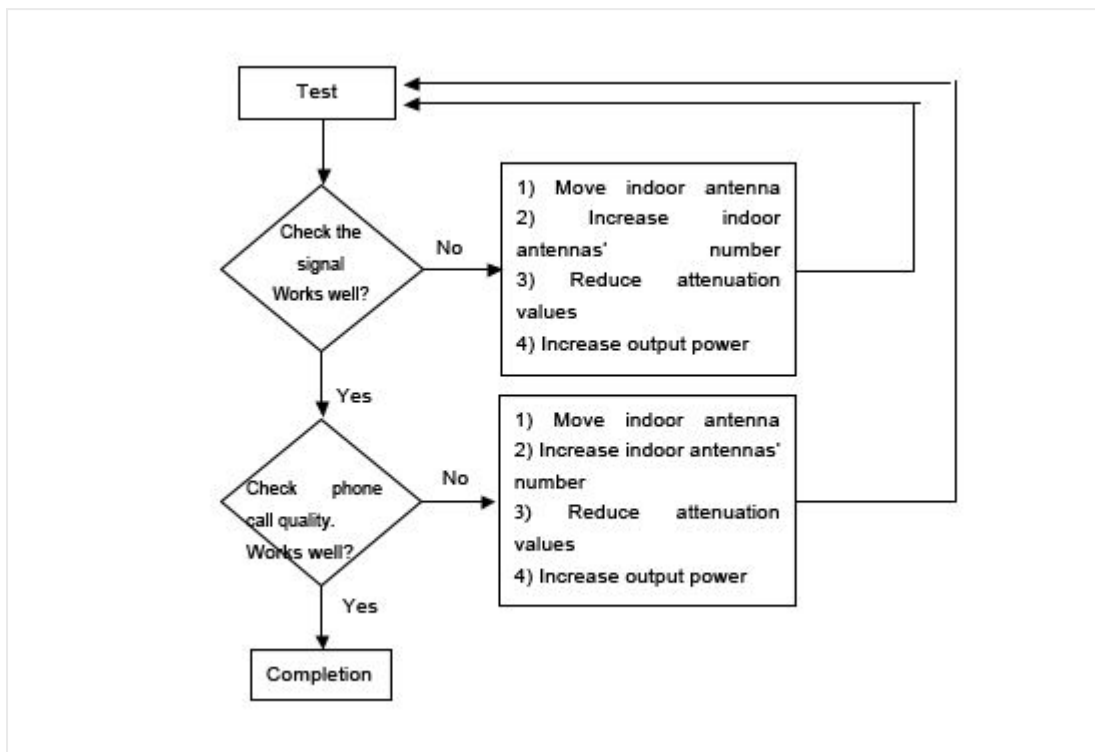 Test
Check the
signal
Works well?
No
1) Move indoor antenna
2) Increase indoor
antennas' number
3) Reduce attenuation
values
4) Increase output power
Yes
Check phone
call quality.
Works well?
No
1) Move indoor antenna
2) Increase indoor antennas'
number
3) Reduce attenuation
values
4) Increase output power
Yes
Completion